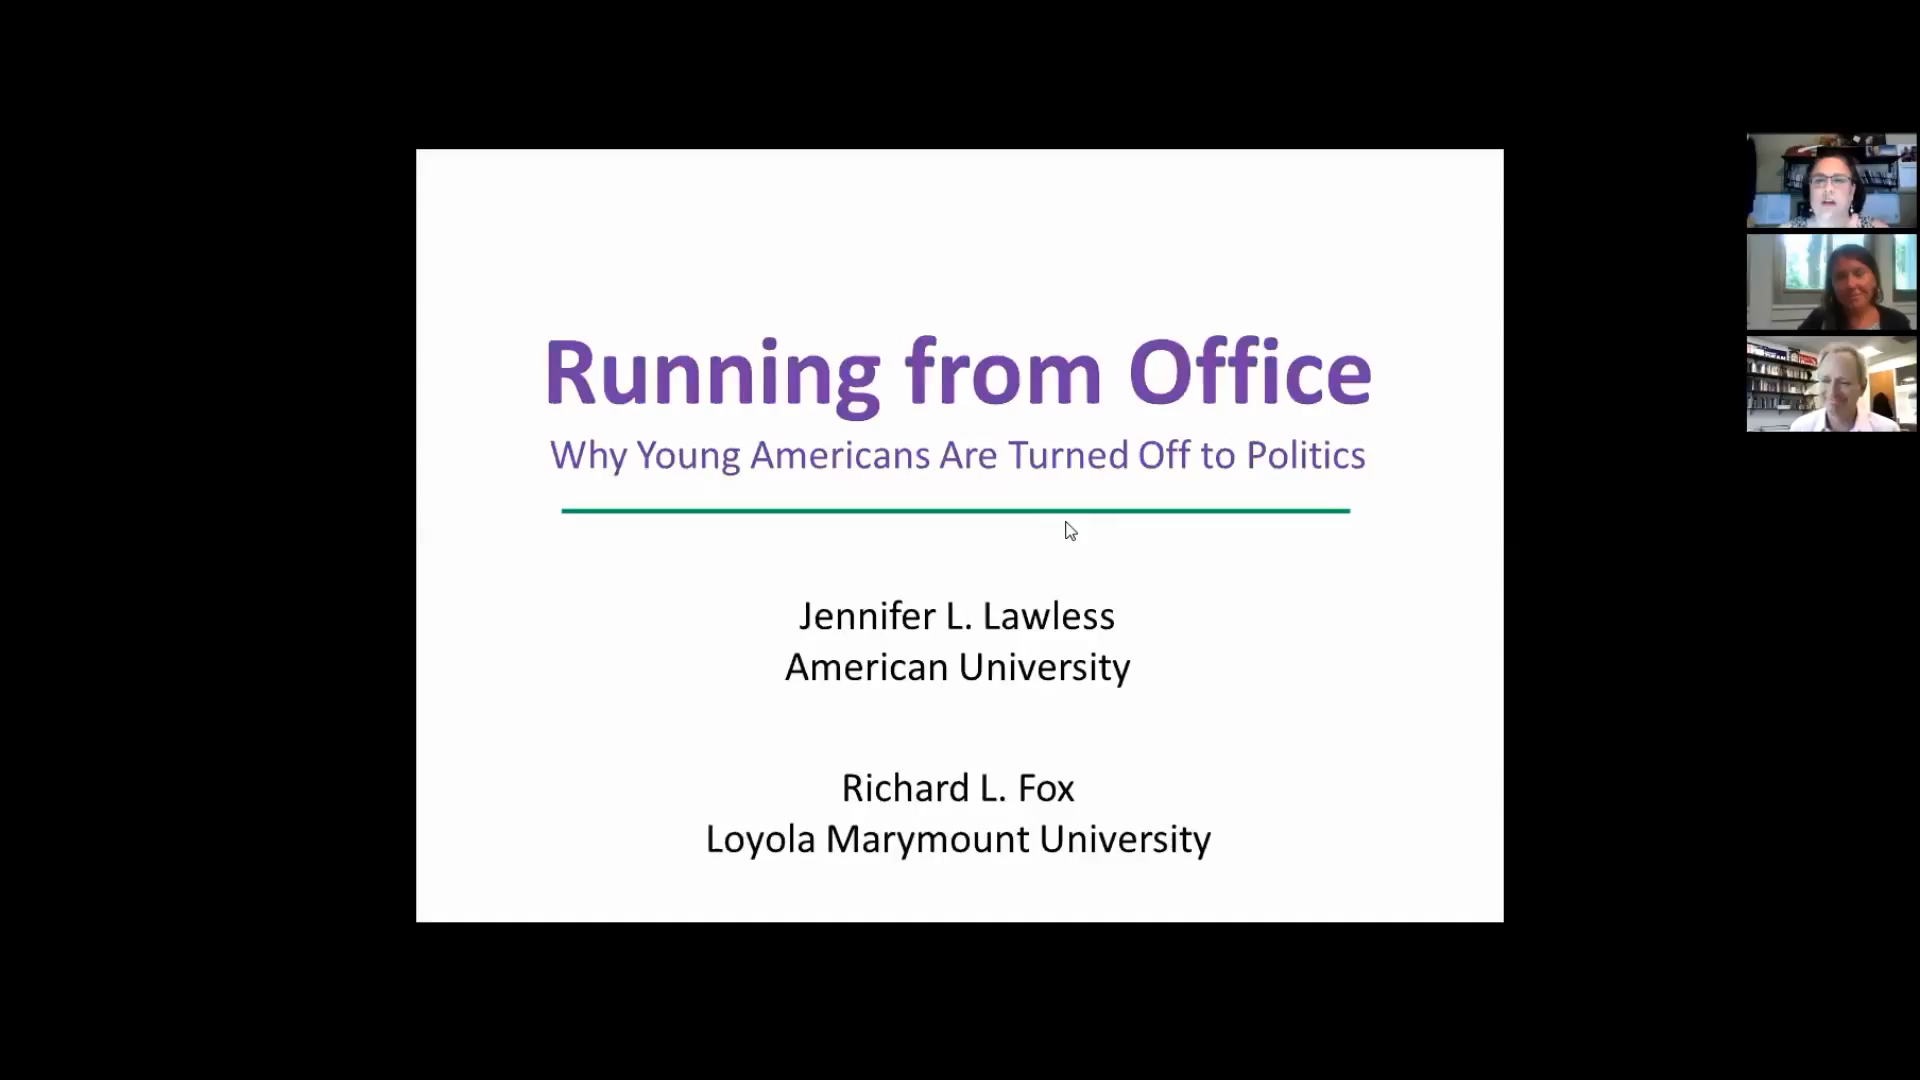 Running from Office
Why Young Americans Are Turned Off to Politics
Jennifer L. Lawless
American University
Richard L. Fox
Loyola Marymount University